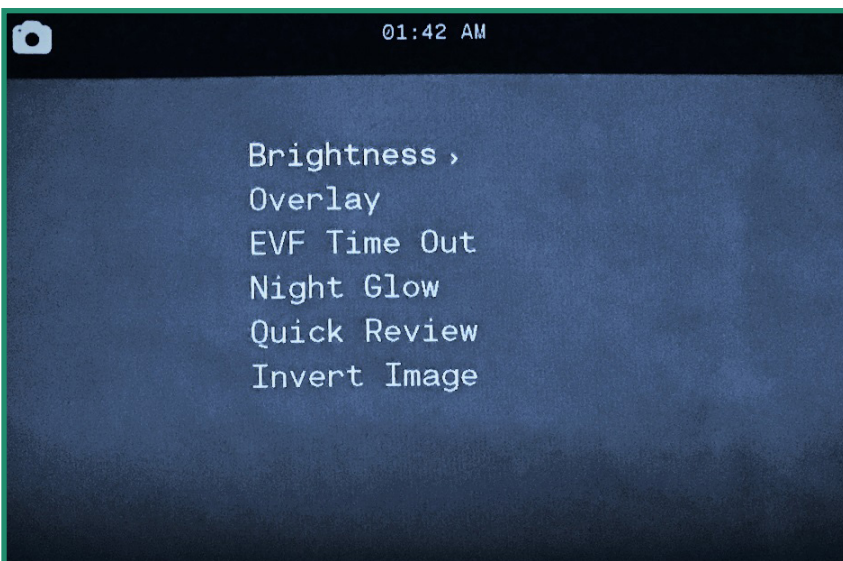 01:42 AM
Brightness ›
Overlay
EVF Time Out
Night Glow
Quick Review
Invert Image